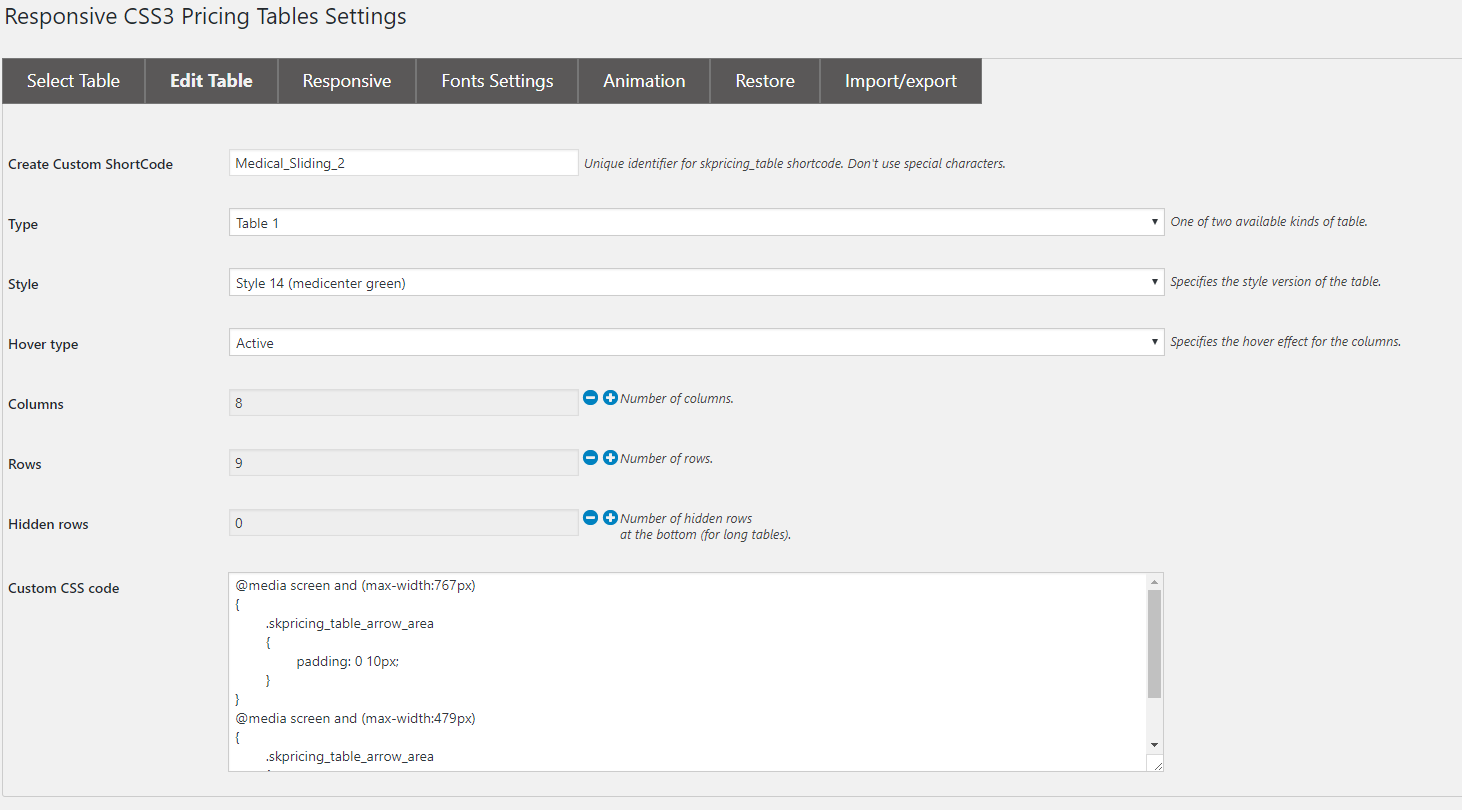 Responsive CSS3 Pricing Tables Settings
Select Table Edit Table Responsive Fonts Settings Animation Restore Import/export
Create Custom ShortCode Medical_Sliding_2 Unique identifier for skpricing_table shortcode. Don't use special characters.
Type Table 1 One of two available kinds of table.
Style Style 14 (medicenter green) Specifies the style version of the table.
Hover type Active Specifies the hover effect for the columns.
Columns 8 Number of columns.
Rows 9 Number of rows.
Hidden rows 0 Number of hidden rows
at the bottom (for long tables).
Custom CSS code @media screen and (max-width:767px)
{
.skpricing_table_arrow_area
{
padding: 0 10px;
}
}
@media screen and (max-width:479px)
{
.skpricing_table_arrow_area